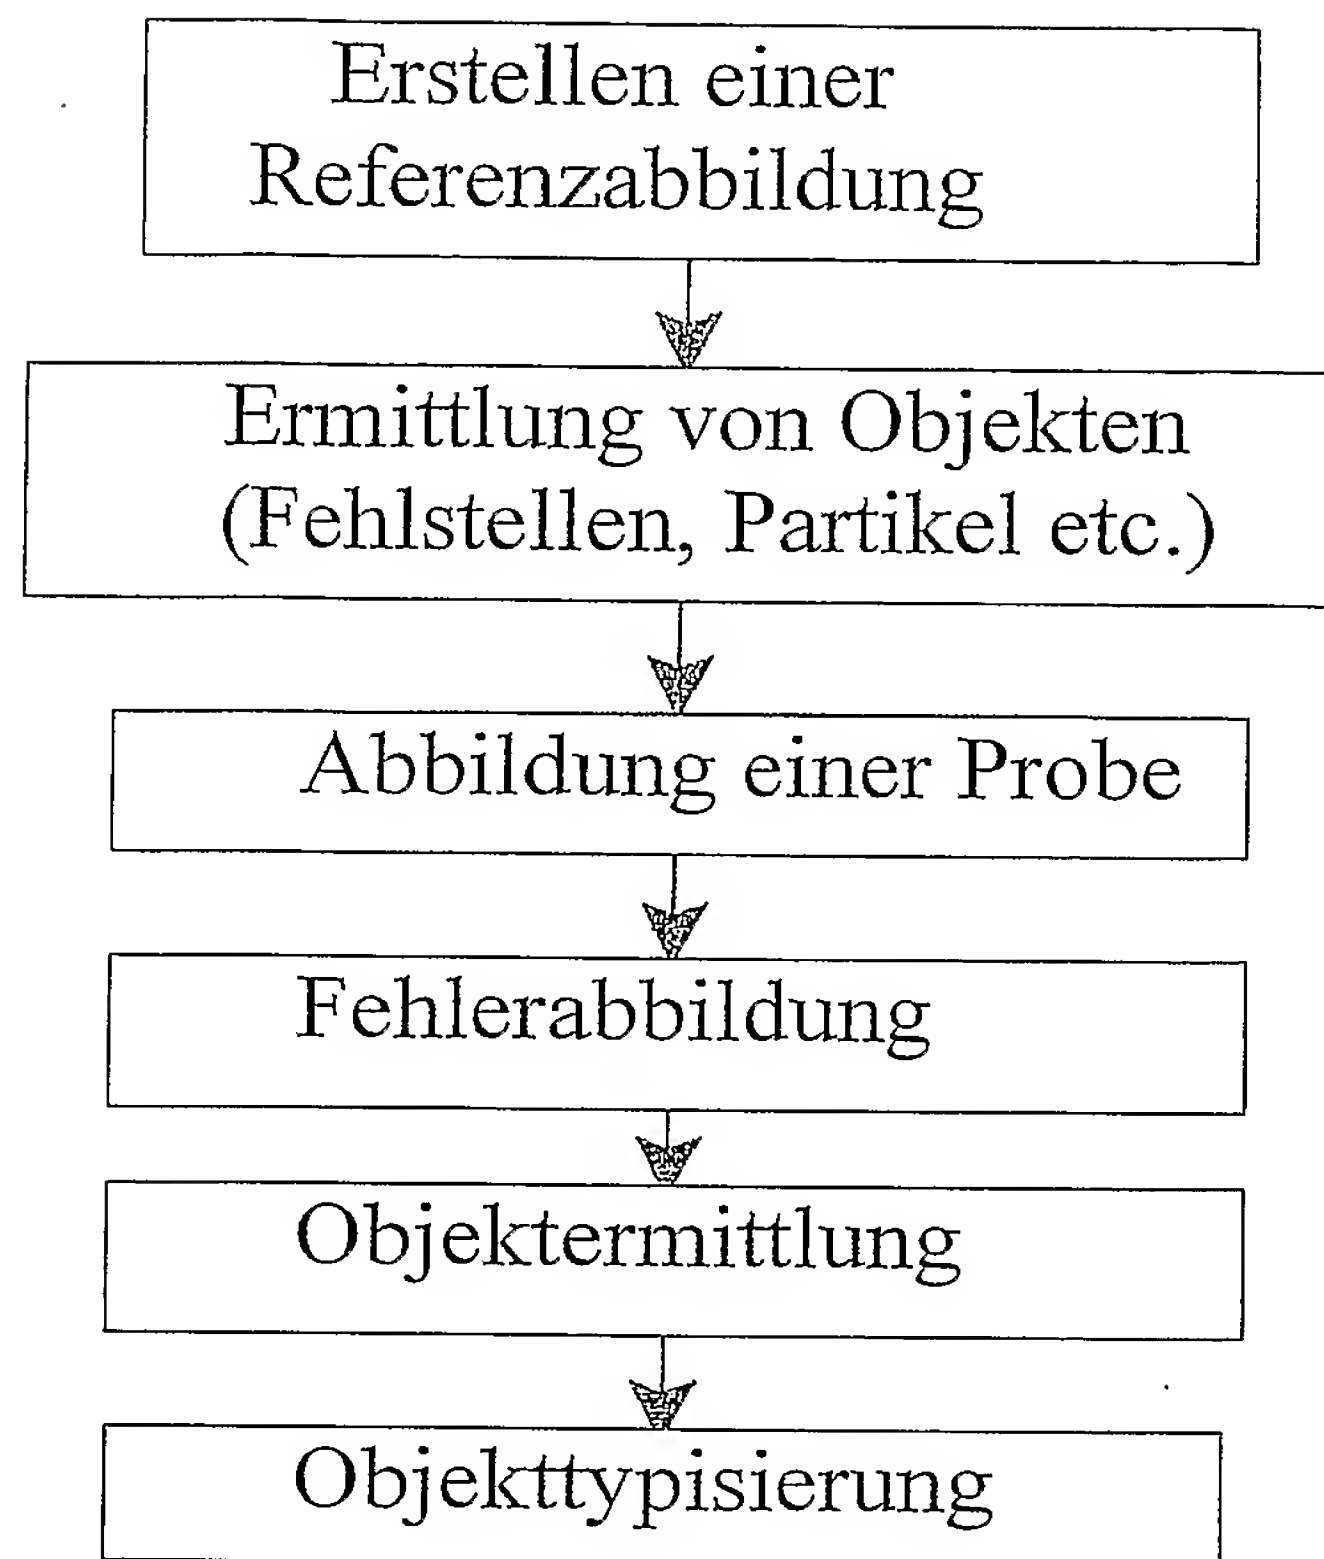 Erstellen einer
Referenzabbildung
Ermittlung von Objekten
(Fehlstellen, Partikel etc.)
Abbildung einer Probe
Fehlerabbildung
Objektermittlung
Objekttypisierung